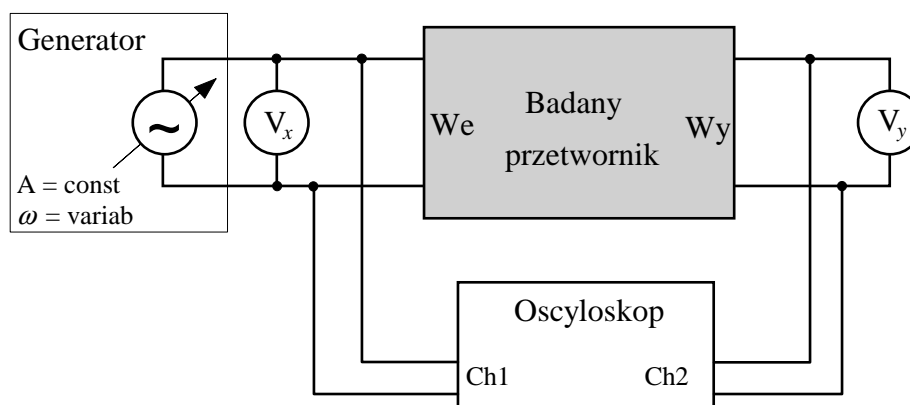 Generator
~
A = const
ω = variab
Vx
We
Badany
przetwornik
Wy
Vy
Oscyloskop
Ch1
Ch2